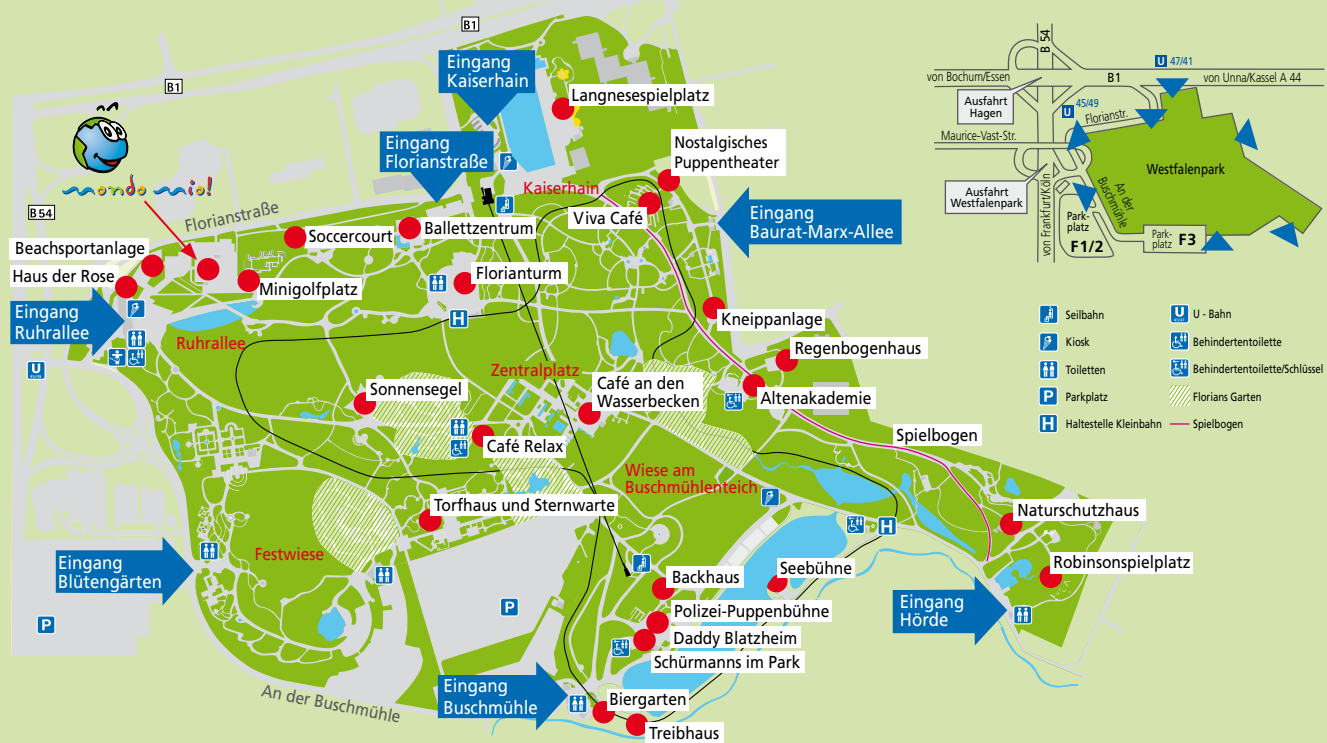 B1
B1
B 54
Eingang
Kaiserhain
Langnesespielplatz
Eingang
Florianstraße
Nostalgisches
Puppentheater
mondo mio!
Kaiserhain
Florianstraße
Viva Café
Eingang
Baurat-Marx-Allee
Soccercourt
Ballettzentrum
Beachsportanlage
Haus der Rose
Minigolfplatz
Florianturm
H
Eingang
Ruhrallee
Ruhrallee
Kneippanlage
Regenbogenhaus
U
Zentralplatz
Sonnensegel
Café an den
Wasserbecken
Altenakademie
Café Relax
Spielbogen
Wiese am
Buschmühlenteich
Torfhaus und Sternwarte
H
Naturschutzhaus
Festwiese
Eingang
Blütengärten
Robinsonspielplatz
Backhaus
Seebühne
Eingang
Hörde
P
P
Polizei-Puppenbühne
Daddy Blatzheim
Schürmanns im Park
Eingang
Buschmühle
An der Buschmühle
Biergarten
Treibhaus
B 54
U 47/41
von Bochum/Essen
B1
von Unna/Kassel A 44
Ausfahrt
Hagen
45/49
U
Florianstr.
Maurice-Vast-Str.
Westfalenpark
Ausfahrt
Westfalenpark
An der
Buschmühle
von Frankfurt/Köln
Park-
platz
F1/2
Park-
platz
F3
Seilbahn
Kiosk
Toiletten
P Parkplatz
H Haltestelle Kleinbahn
U U - Bahn
Behindertentoilette
Behindertentoilette/Schlüssel
Florians Garten
Spielbogen